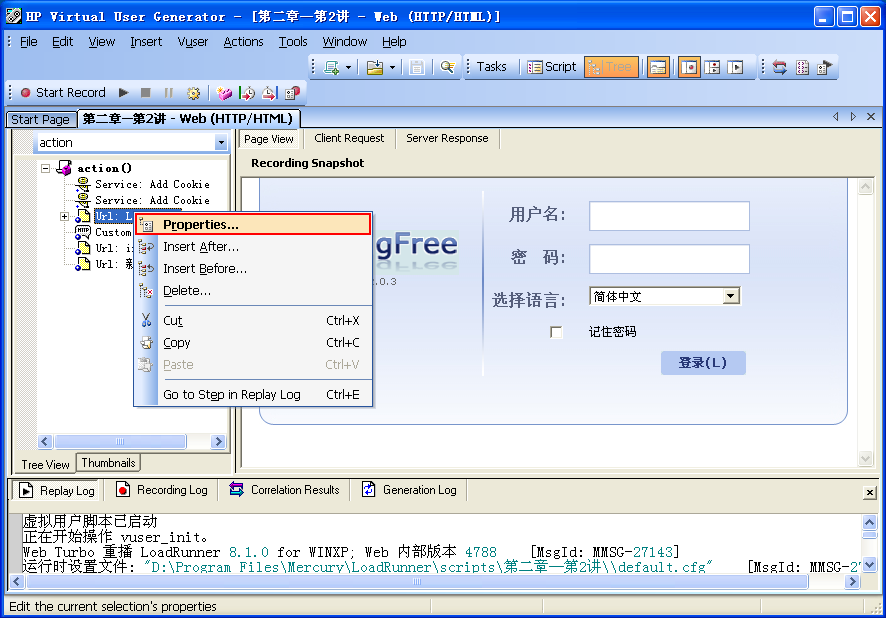 HP Virtual User Generator - [第二章—第2讲 - Web (HTTP/HTML)]
File Edit View Insert Vuser Actions Tools Window Help
Tasks Script Tree
Start Record
Start Page 第二章—第2讲 - Web (HTTP/HTML)
action
Page View Client Request Server Response
Recording Snapshot
action()
Service: Add Cookie
Service: Add Cookie
Url: L
Custom
Url: i
Url: 新
Properties...
Insert After...
Insert Before...
Delete...
Cut Ctrl+X
Copy Ctrl+C
Paste Ctrl+V
Go to Step in Replay Log Ctrl+E
gFree
.0.3
用户名:
密 码:
选择语言: 简体中文
记住密码
登录(L)
Tree View Thumbnails
Replay Log Recording Log Correlation Results Generation Log
虚拟用户脚本已启动
正在开始操作 vuser_init。
Web Turbo 重播 LoadRunner 8.1.0 for WINXP; Web 内部版本 4788 [MsgId: MMSG-27143]
运行时设置文件: "D:\Program Files\Mercury\LoadRunner\scripts\第二章—第2讲\\default.cfg" [MsgId: MMSG-27
Edit the current selection's properties